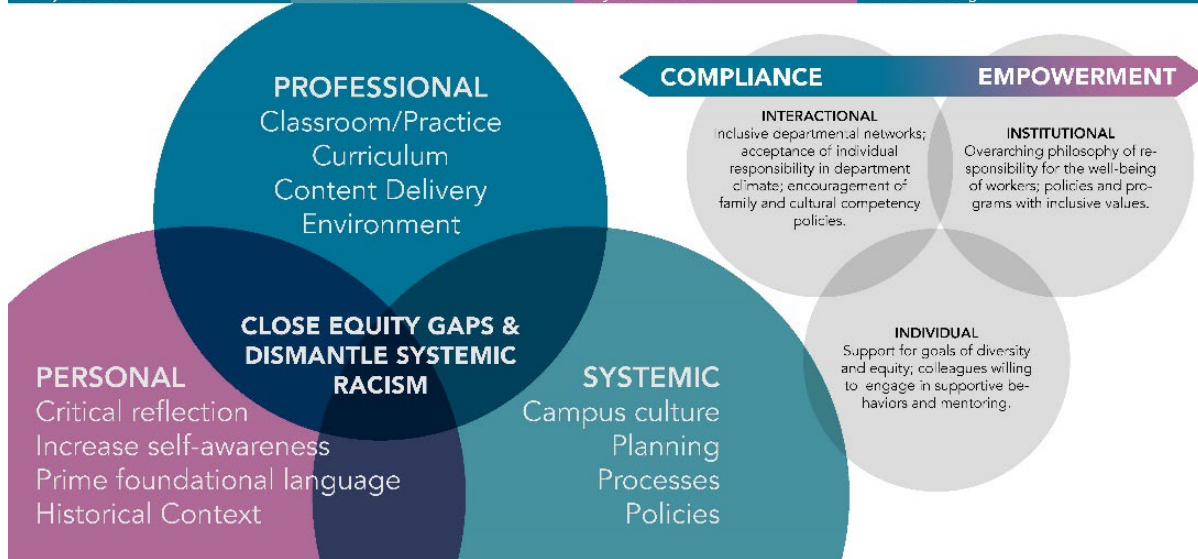 PROFESSIONAL
Classroom/Practice
Curriculum
Content Delivery
Environment
CLOSE EQUITY GAPS &
DISMANTLE SYSTEMIC
RACISM
PERSONAL
Critical reflection
Increase self-awareness
Prime foundational language
Historical Context
SYSTEMIC
Campus culture
Planning
Processes
Policies
COMPLIANCE
EMPOWERMENT
INTERACTIONAL
Inclusive departmental networks;
acceptance of individual
responsibility in department
climate; encouragement of
family and cultural competency
policies.
INSTITUTIONAL
Overarching philosophy of re-
sponsibility for the well-being
of workers; policies and pro-
grams with inclusive values.
INDIVIDUAL
Support for goals of diversity
and equity; colleagues willing
to engage in supportive be-
haviors and mentoring.